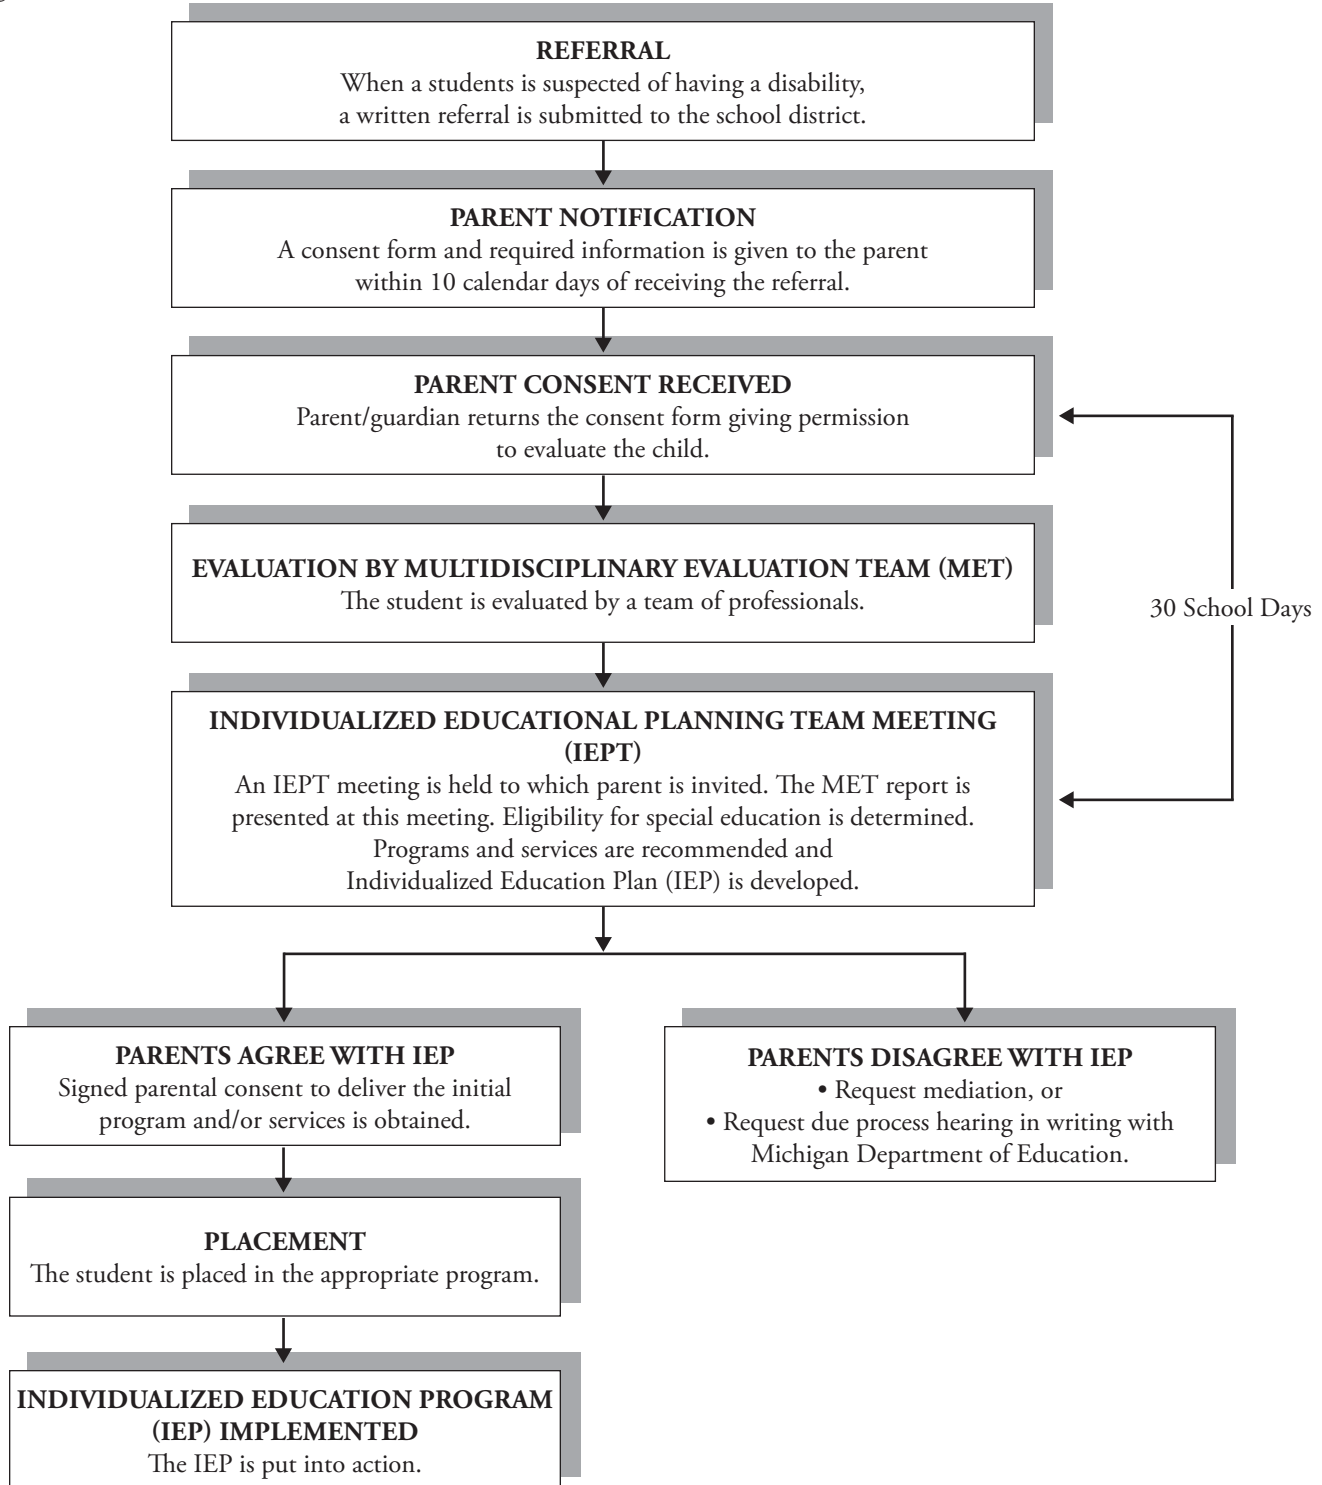 REFERRAL
When a students is suspected of having a disability,
a written referral is submitted to the school district.
PARENT NOTIFICATION
A consent form and required information is given to the parent
within 10 calendar days of receiving the referral.
PARENT CONSENT RECEIVED
Parent/guardian returns the consent form giving permission
to evaluate the child.
EVALUATION BY MULTIDISCIPLINARY EVALUATION TEAM (MET)
The student is evaluated by a team of professionals.
30 School Days
INDIVIDUALIZED EDUCATIONAL PLANNING TEAM MEETING
(IEPT)
An IEPT meeting is held to which parent is invited. The MET report is
presented at this meeting. Eligibility for special education is determined.
Programs and services are recommended and
Individualized Education Plan (IEP) is developed.
PARENTS AGREE WITH IEP
Signed parental consent to deliver the initial
program and/or services is obtained.
PARENTS DISAGREE WITH IEP
• Request mediation, or
• Request due process hearing in writing with
Michigan Department of Education.
PLACEMENT
The student is placed in the appropriate program.
INDIVIDUALIZED EDUCATION PROGRAM
(IEP) IMPLEMENTED
The IEP is put into action.